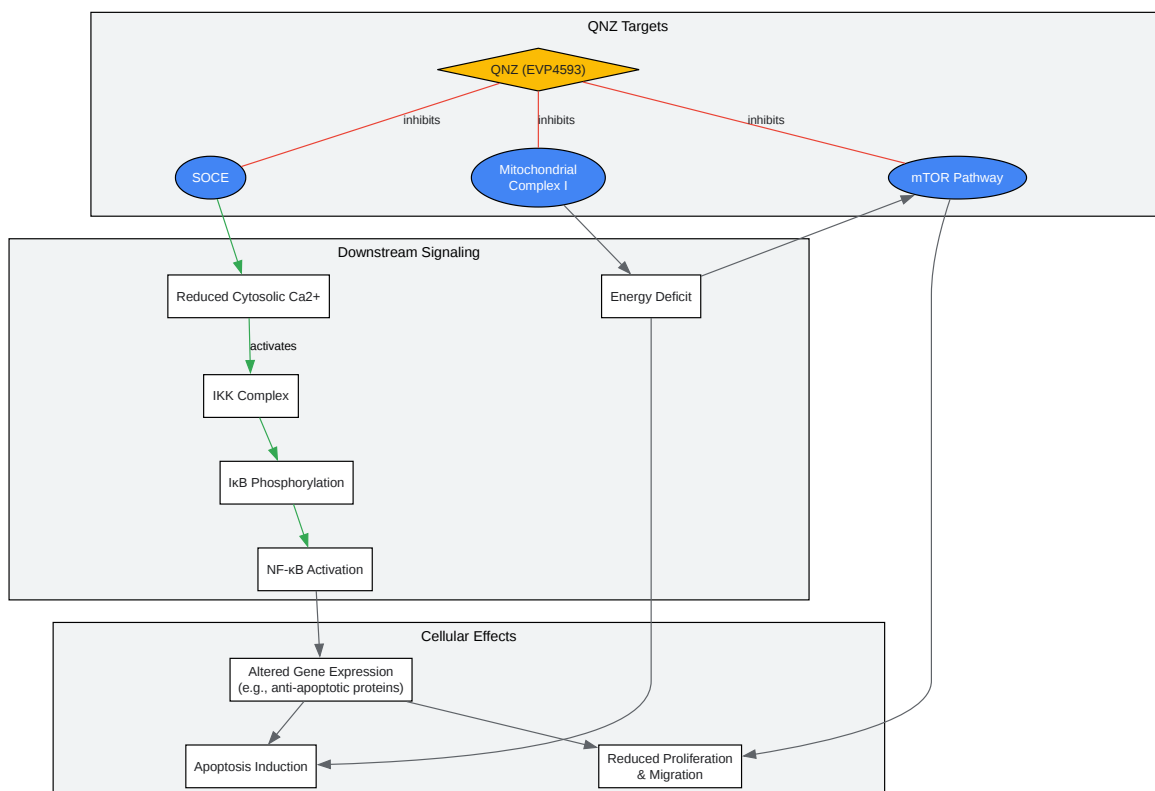 QNZ Targets
QNZ (EVP4593)
inhibits
inhibits
inhibits
SOCE
Mitochondrial
Complex I
mTOR Pathway
Downstream Signaling
Reduced Cytosolic Ca2+
Energy Deficit
activates
IKK Complex
IκB Phosphorylation
NF-κB Activation
Cellular Effects
Altered Gene Expression
(e.g., anti-apoptotic proteins)
Apoptosis Induction
Reduced Proliferation
& Migration